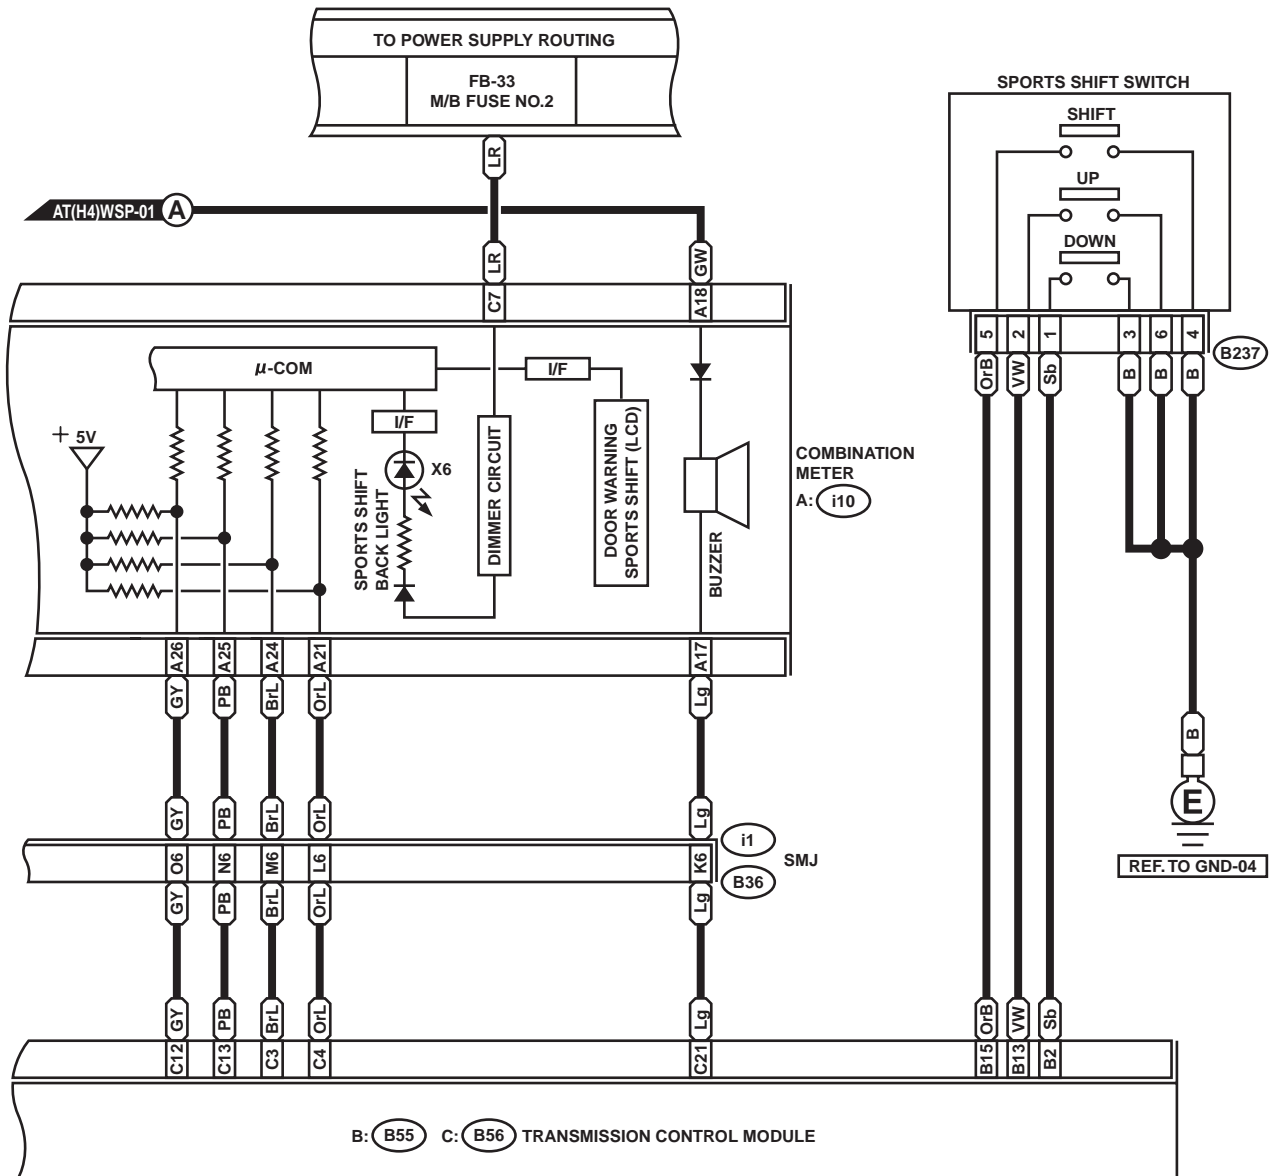 TO POWER SUPPLY ROUTING
FB-33
M/B FUSE NO.2
LR
AT(H4)WSP-01 A
LR
GW
C7
A18
SPORTS SHIFT SWITCH
SHIFT
UP
DOWN
5 2 1 3 6 4
B237
OrB VW Sb B B B
μ-COM
I/F
I/F
+ 5V
X6
SPORTS SHIFT
BACK LIGHT
DIMMER CIRCUIT
DOOR WARNING
SPORTS SHIFT (LCD)
BUZZER
COMBINATION
METER
A: i10
A26 A25 A24 A21 A17
GY PB BrL OrL Lg
B
E
REF. TO GND-04
GY PB BrL OrL Lg
i1
O6 N6 M6 L6 K6
SMJ
B36
GY PB BrL OrL Lg
GY PB BrL OrL Lg OrB VW Sb
C12 C13 C3 C4 C21 B15 B13 B2
B: B55 C: B56 TRANSMISSION CONTROL MODULE